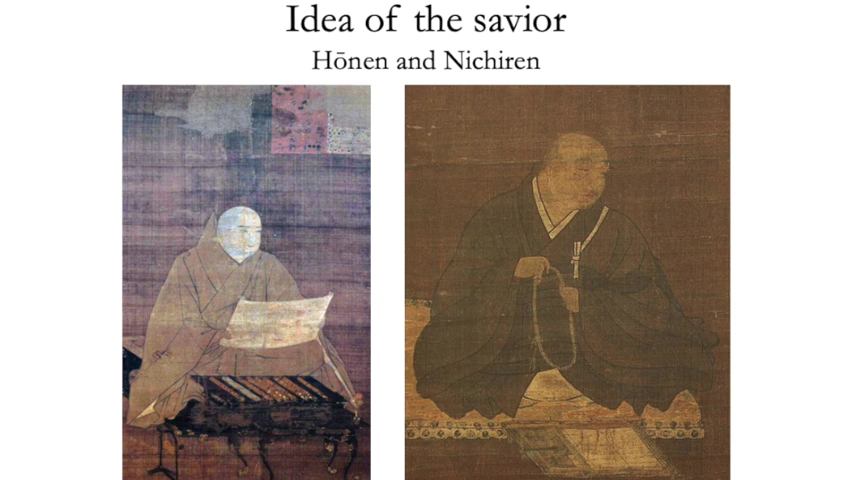 Idea of the savior
Hōnen and Nichiren